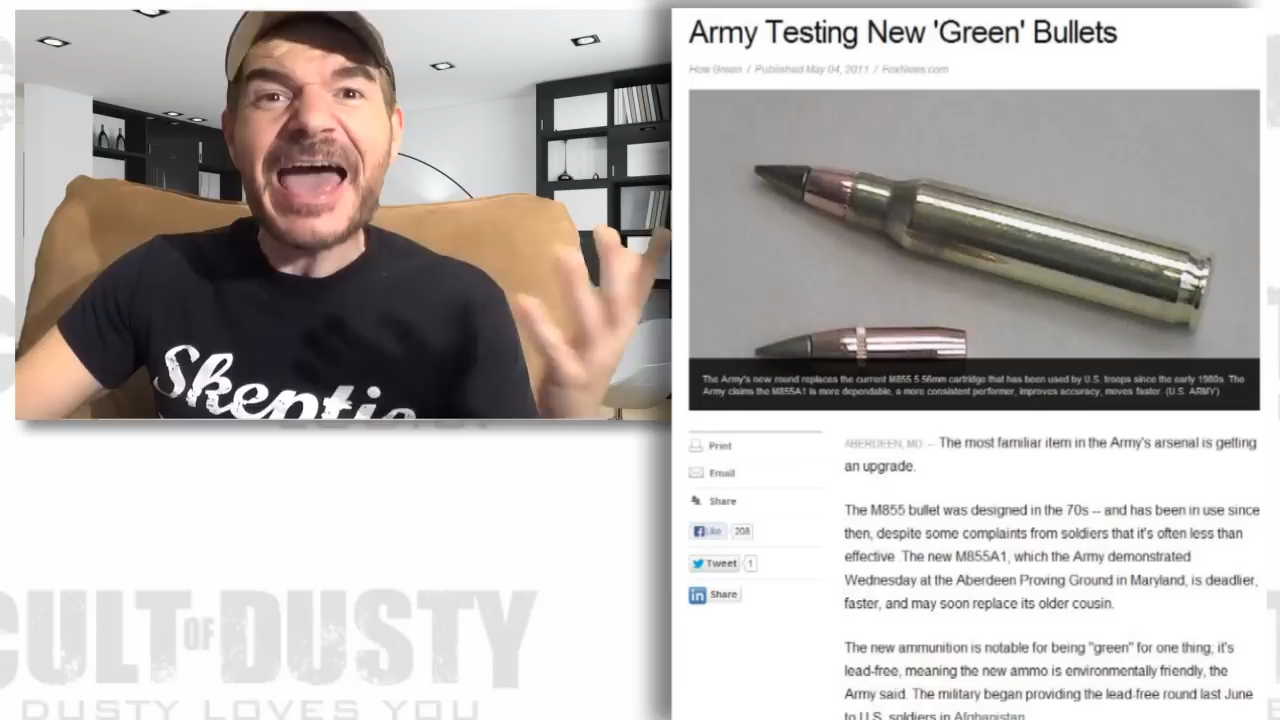 Skeptic
CULT OF DUSTY
DUSTY LOVES YOU
Army Testing New 'Green' Bullets
How Green / Published May 04, 2011 / FoxNews.com
The Army's new round replaces the current M855 5.56mm cartridge that has been used by U.S. troops since the early 1980s. The
Army claims the M855A1 is more dependable, a more consistent performer, improves accuracy, moves faster. (U.S. ARMY)
Print
Email
Share
Like 208
Tweet 1
in Share
ABERDEEN, MD. – The most familiar item in the Army's arsenal is getting
an upgrade.
The M855 bullet was designed in the 70s -- and has been in use since
then, despite some complaints from soldiers that it's often less than
effective. The new M855A1, which the Army demonstrated
Wednesday at the Aberdeen Proving Ground in Maryland, is deadlier,
faster, and may soon replace its older cousin.
The new ammunition is notable for being "green" for one thing; it's
lead-free, meaning the new ammo is environmentally friendly, the
Army said. The military began providing the lead-free round last June
to U.S. soldiers in Afghanistan.